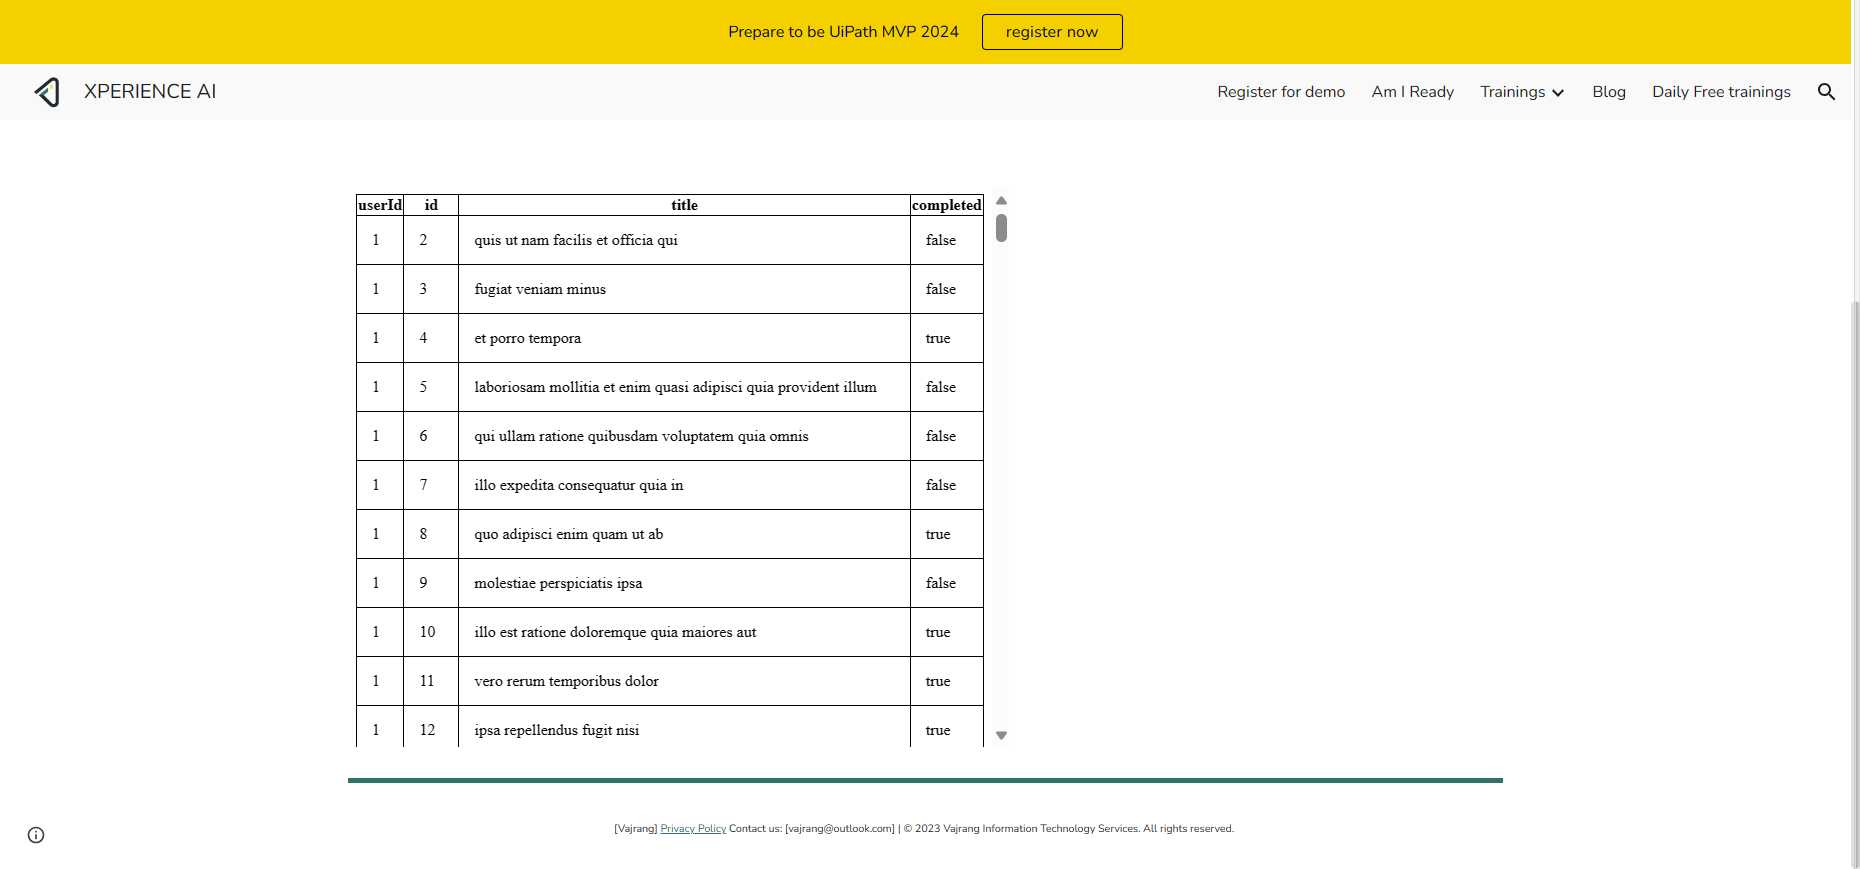 Prepare to be UiPath MVP 2024 register now
XPERIENCE AI Register for demo Am I Ready Trainings Blog Daily Free trainings
userId id title completed
1 2 quis ut nam facilis et officia qui false
1 3 fugiat veniam minus false
1 4 et porro tempora true
1 5 laboriosam mollitia et enim quasi adipisci quia provident illum false
1 6 qui ullam ratione quibusdam voluptatem quia omnis false
1 7 illo expedita consequatur quia in false
1 8 quo adipisci enim quam ut ab true
1 9 molestiae perspiciatis ipsa false
1 10 illo est ratione doloremque quia maiores aut true
1 11 vero rerum temporibus dolor true
1 12 ipsa repellendus fugit nisi true
[Vajrang] Privacy Policy Contact us: [vajrang@outlook.com] | © 2023 Vajrang Information Technology Services. All rights reserved.